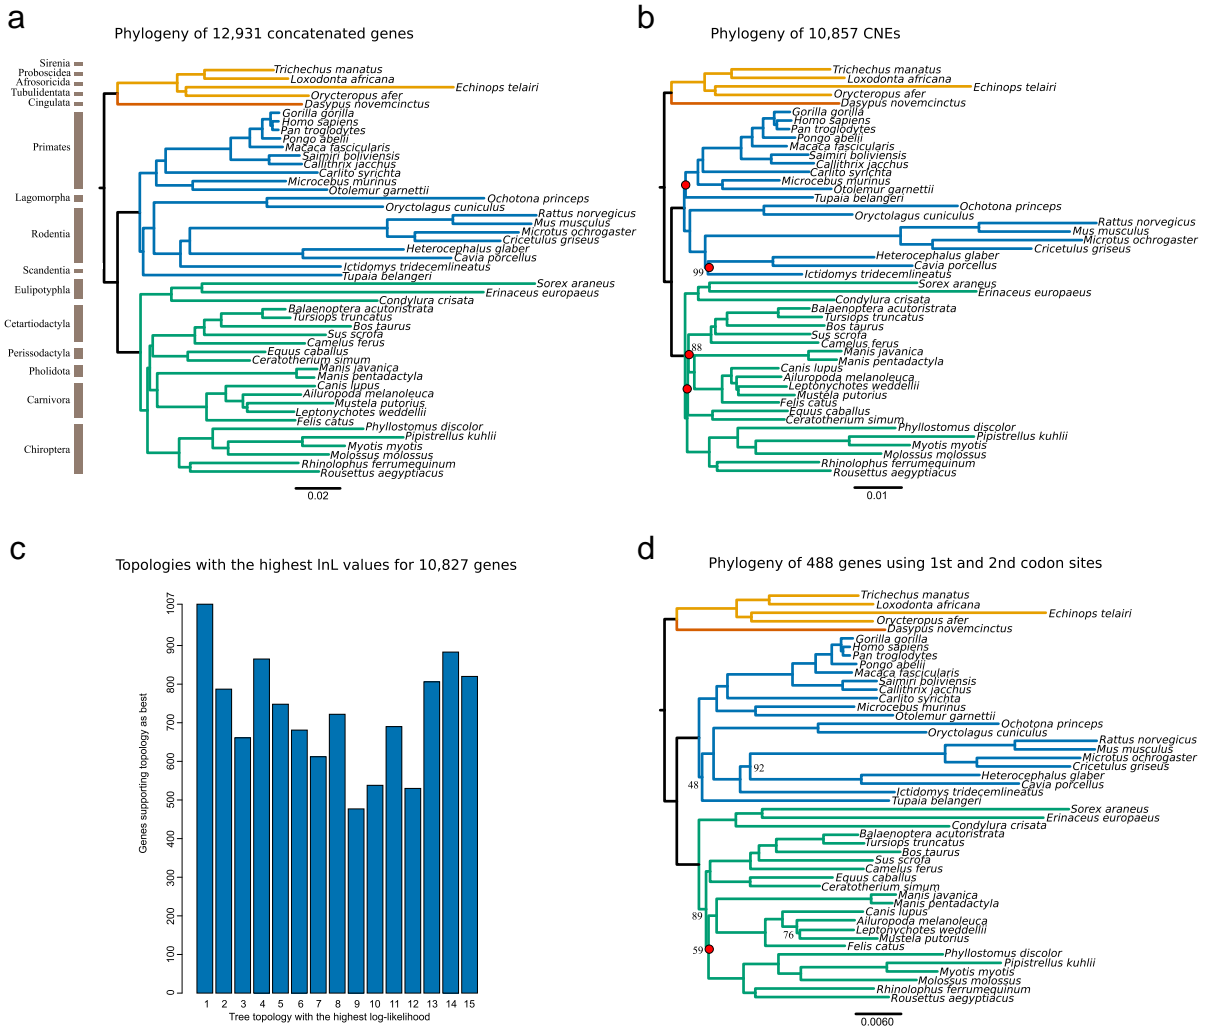 a
Phylogeny of 12,931 concatenated genes
Sirenia
Proboscidea
Afrosoricida
Tubulidentata
Cingulata
Primates
Lagomorpha
Rodentia
Scandentia
Eulipotyphla
Cetartiodactyla
Perissodactyla
Pholidota
Carnivora
Chiroptera
Trichechus manatus
Loxodonta africana
Echinops telairi
Orycteropus afer
Dasypus novemcinctus
Gorilla gorilla
Homo sapiens
Pan troglodytes
Pongo abelii
Macaca fascicularis
Saimiri boliviensis
Callithrix jacchus
Carlito syrichta
Microcebus murinus
Otolemur garnettii
Ochotona princeps
Oryctolagus cuniculus
Rattus norvegicus
Mus musculus
Microtus ochrogaster
Cricetulus griseus
Heterocephalus glaber
Cavia porcellus
Ictidomys tridecemlineatus
Tupaia belangeri
Sorex araneus
Erinaceus europaeus
Condylura crisata
Balaenoptera acutoristrata
Tursiops truncatus
Bos taurus
Sus scrofa
Camelus ferus
Equus caballus
Ceratotherium simum
Manis javanica
Manis pentadactyla
Canis lupus
Ailuropoda melanoleuca
Mustela putorius
Leptonychotes weddellii
Felis catus
Phyllostomus discolor
Pipistrellus kuhlii
Myotis myotis
Molossus molossus
Rhinolophus ferrumequinum
Rousettus aegyptiacus
0.02
b
Phylogeny of 10,857 CNEs
Trichechus manatus
Loxodonta africana
Echinops telairi
Orycteropus afer
Dasypus novemcinctus
Gorilla gorilla
Homo sapiens
Pan troglodytes
Pongo abelii
Macaca fascicularis
Saimiri boliviensis
Callithrix jacchus
Carlito syrichta
Microcebus murinus
Otolemur garnettii
Tupaia belangeri
Ochotona princeps
Oryctolagus cuniculus
Rattus norvegicus
Mus musculus
Microtus ochrogaster
Cricetulus griseus
Heterocephalus glaber
Cavia porcellus
99
Ictidomys tridecemlineatus
Sorex araneus
Erinaceus europaeus
Condylura crisata
Balaenoptera acutoristrata
Tursiops truncatus
Bos taurus
Sus scrofa
Camelus ferus
88
Manis javanica
Manis pentadactyla
Canis lupus
Ailuropoda melanoleuca
Leptonychotes weddellii
Mustela putorius
Felis catus
Equus caballus
Ceratotherium simum
Phyllostomus discolor
Pipistrellus kuhlii
Myotis myotis
Molossus molossus
Rhinolophus ferrumequinum
Rousettus aegyptiacus
0.01
c
Topologies with the highest lnL values for 10,827 genes
Genes supporting topology as best
1007
900
800
700
600
500
400
300
200
100
0
1 2 3 4 5 6 7 8 9 10 11 12 13 14 15
Tree topology with the highest log-likelihood
d
Phylogeny of 488 genes using 1st and 2nd codon sites
Trichechus manatus
Loxodonta africana
Echinops telairi
Orycteropus afer
Dasypus novemcinctus
Gorilla gorilla
Homo sapiens
Pan troglodytes
Pongo abelii
Macaca fascicularis
Saimiri boliviensis
Callithrix jacchus
Carlito syrichta
Microcebus murinus
Otolemur garnettii
Ochotona princeps
Oryctolagus cuniculus
Rattus norvegicus
Mus musculus
Microtus ochrogaster
Cricetulus griseus
92
Heterocephalus glaber
Cavia porcellus
48
Ictidomys tridecemlineatus
Tupaia belangeri
Sorex araneus
Erinaceus europaeus
Condylura crisata
Balaenoptera acutoristrata
Tursiops truncatus
Bos taurus
Sus scrofa
Camelus ferus
Equus caballus
Ceratotherium simum
Manis javanica
Manis pentadactyla
Canis lupus
89
Ailuropoda melanoleuca
Leptonychotes weddellii
76
Mustela putorius
Felis catus
59
Phyllostomus discolor
Pipistrellus kuhlii
Myotis myotis
Molossus molossus
Rhinolophus ferrumequinum
Rousettus aegyptiacus
0.0060